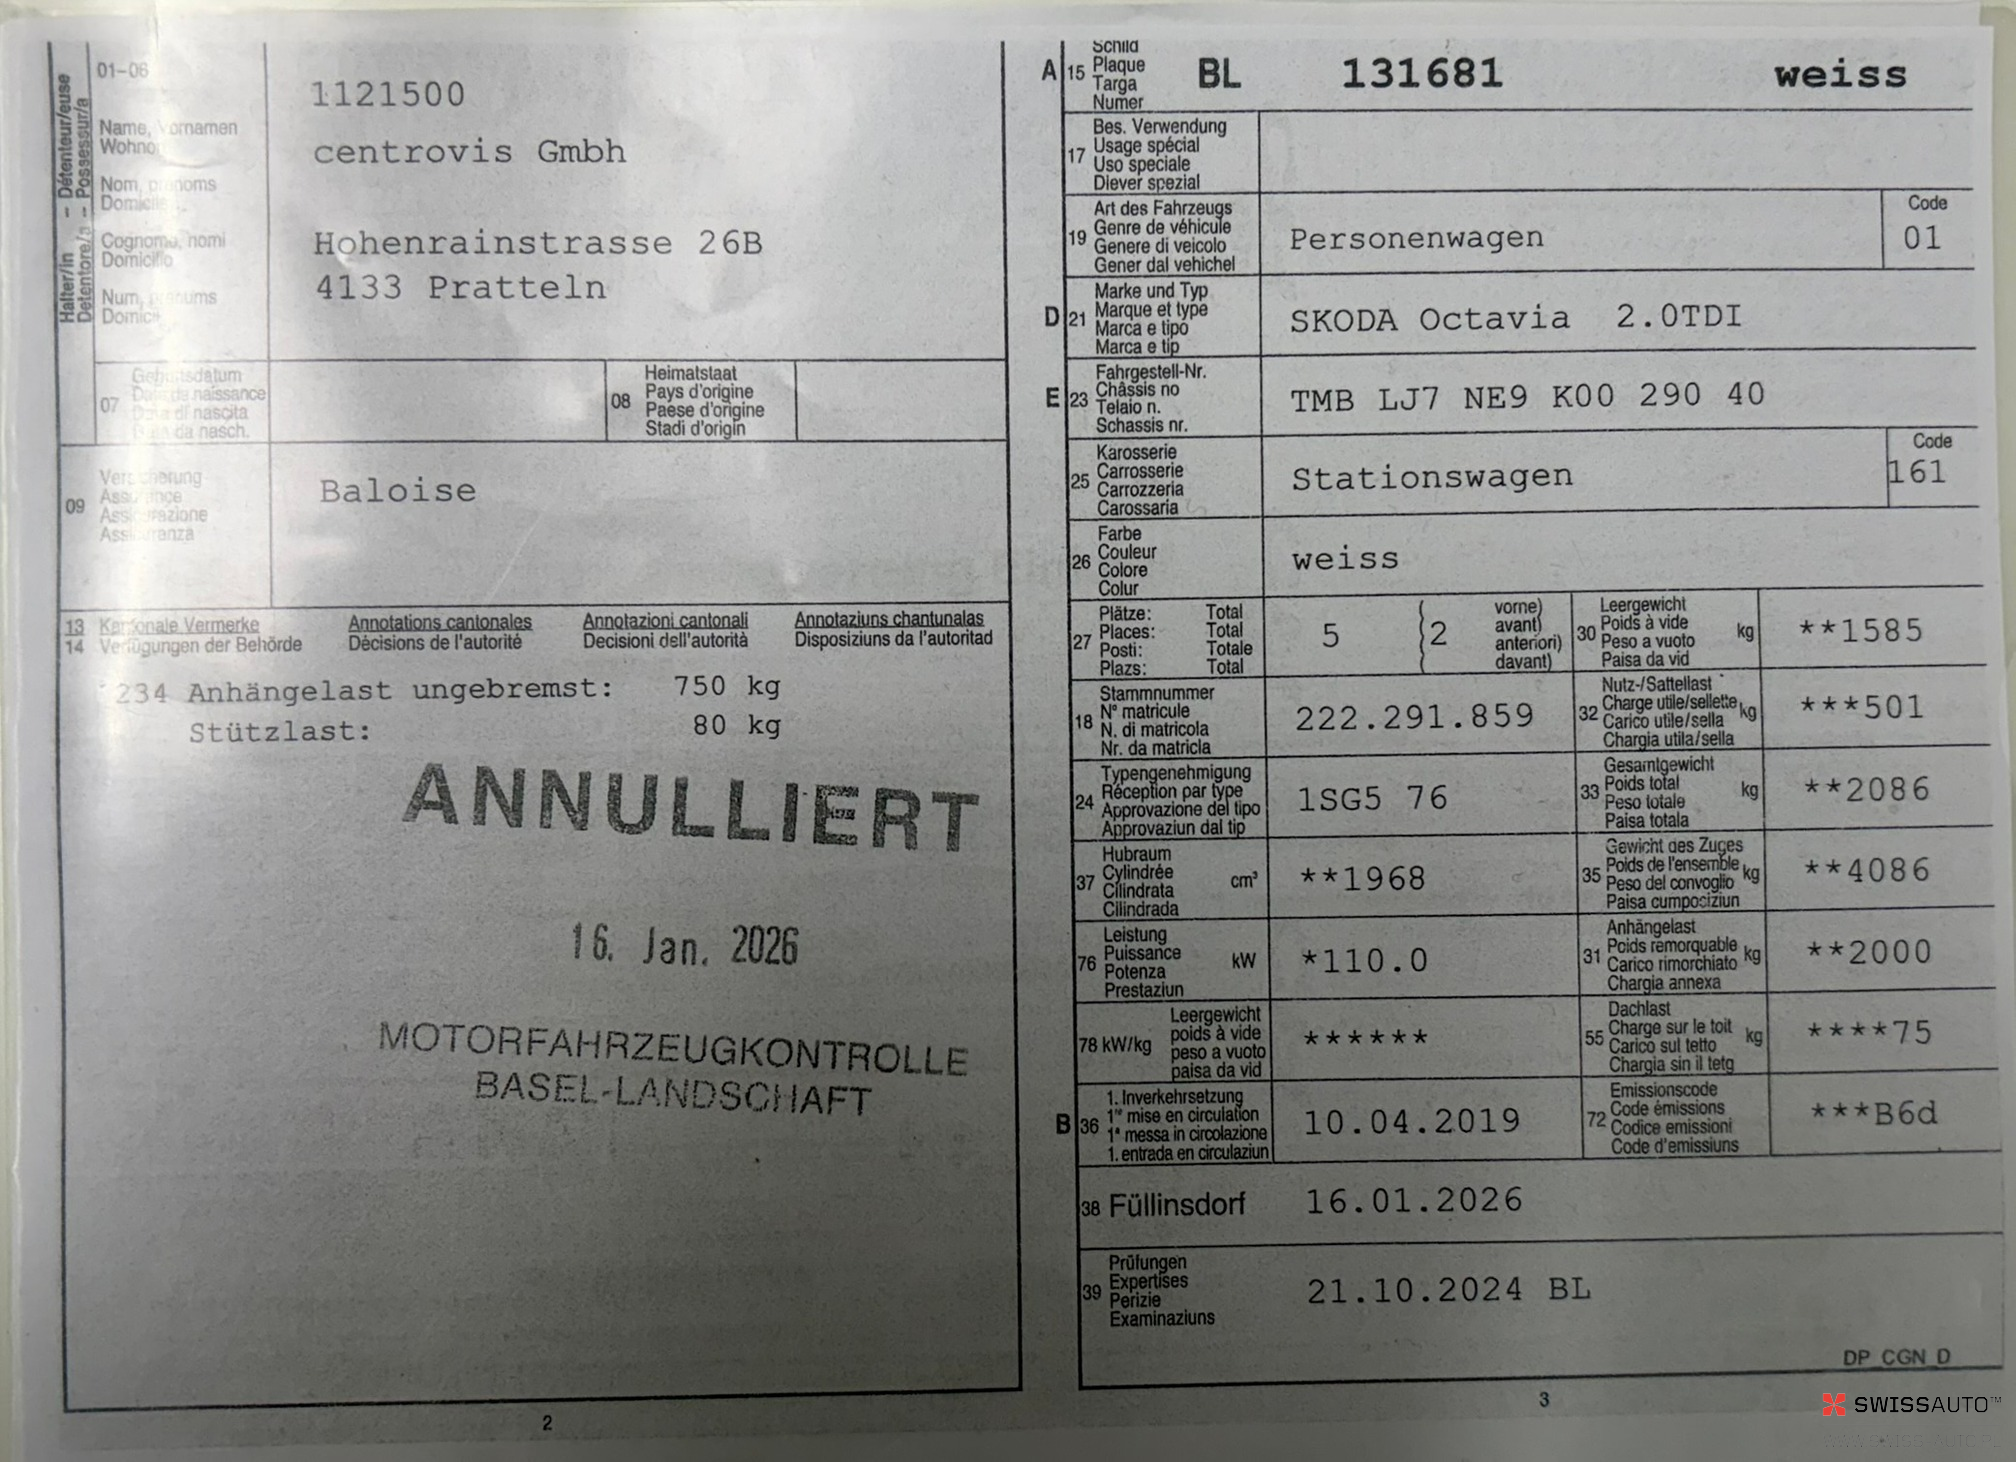 Halter/in – Détenteur/euse
Detentore/a – Possessur/a
01-06
1121500
Name, Vornamen
Wohnort
centrovis Gmbh
Nom, prénoms
Domicile
Cognome, nomi
Domicilio
Hohenrainstrasse 26B
Num, prenums
Domicil
4133 Pratteln
07
Geburtsdatum
Date de naissance
Data di nascita
Data da nasch.
08
Heimatstaat
Pays d'origine
Paese d'origine
Stadi d'origin
09
Versicherung
Assurance
Assicurazione
Assicuranza
Baloise
13 Kantonale Vermerke Annotations cantonales Annotazioni cantonali Annotaziuns chantunalas
14 Verfügungen der Behörde Décisions de l'autorité Decisioni dell'autorità Disposiziuns da l'autoritad
234 Anhängelast ungebremst: 750 kg
Stützlast: 80 kg
ANNULLIERT
16. Jan. 2026
MOTORFAHRZEUGKONTROLLE
BASEL-LANDSCHAFT
2
A 15
Schild
Plaque
Targa
Numer
BL 131681 weiss
17
Bes. Verwendung
Usage spécial
Uso speciale
Diever spezial
19
Art des Fahrzeugs
Genre de véhicule
Genere di veicolo
Gener dal vehichel
Personenwagen
Code
01
D 21
Marke und Typ
Marque et type
Marca e tipo
Marca e tip
SKODA Octavia 2.0TDI
E 23
Fahrgestell-Nr.
Châssis no
Telaio n.
Schassis nr.
TMB LJ7 NE9 K00 290 40
25
Karosserie
Carrosserie
Carrozzeria
Carossaria
Stationswagen
Code
161
26
Farbe
Couleur
Colore
Colur
weiss
27
Plätze: Total
Places: Total
Posti: Totale
Plazs: Total
5 {2
vorne)
avant)
anteriori)
davant)
30
Leergewicht
Poids à vide
Peso a vuoto
Paisa da vid
kg
**1585
18
Stammnummer
N° matricule
N. di matricola
Nr. da matricla
222.291.859
32
Nutz-/Sattellast
Charge utile/sellette
Carico utile/sella
Chargia utila/sella
kg
***501
24
Typengenehmigung
Réception par type
Approvazione del tipo
Approvaziun dal tip
1SG5 76
33
Gesamtgewicht
Poids total
Peso totale
Paisa totala
kg
**2086
37
Hubraum
Cylindrée
Cilindrata
Cilindrada
cm³
**1968
35
Gewicht des Zuges
Poids de l'ensemble
Peso del convoglio
Paisa cumposiziun
kg
**4086
76
Leistung
Puissance
Potenza
Prestaziun
kW
*110.0
31
Anhängelast
Poids remorquable
Carico rimorchiato
Chargia annexa
kg
**2000
78 kW/kg
Leergewicht
poids à vide
peso a vuoto
paisa da vid
******
55
Dachlast
Charge sur le toit
Carico sul tetto
Chargia sin il tetg
kg
****75
B 36
1. Inverkehrsetzung
1re mise en circulation
1a messa in circolazione
1. entrada en circulaziun
10.04.2019
72
Emissionscode
Code émissions
Codice emissioni
Code d'emissiuns
***B6d
38 Füllinsdorf 16.01.2026
39
Prüfungen
Expertises
Perizie
Examinaziuns
21.10.2024 BL
DP_CGN_D
3
SWISSAUTO™